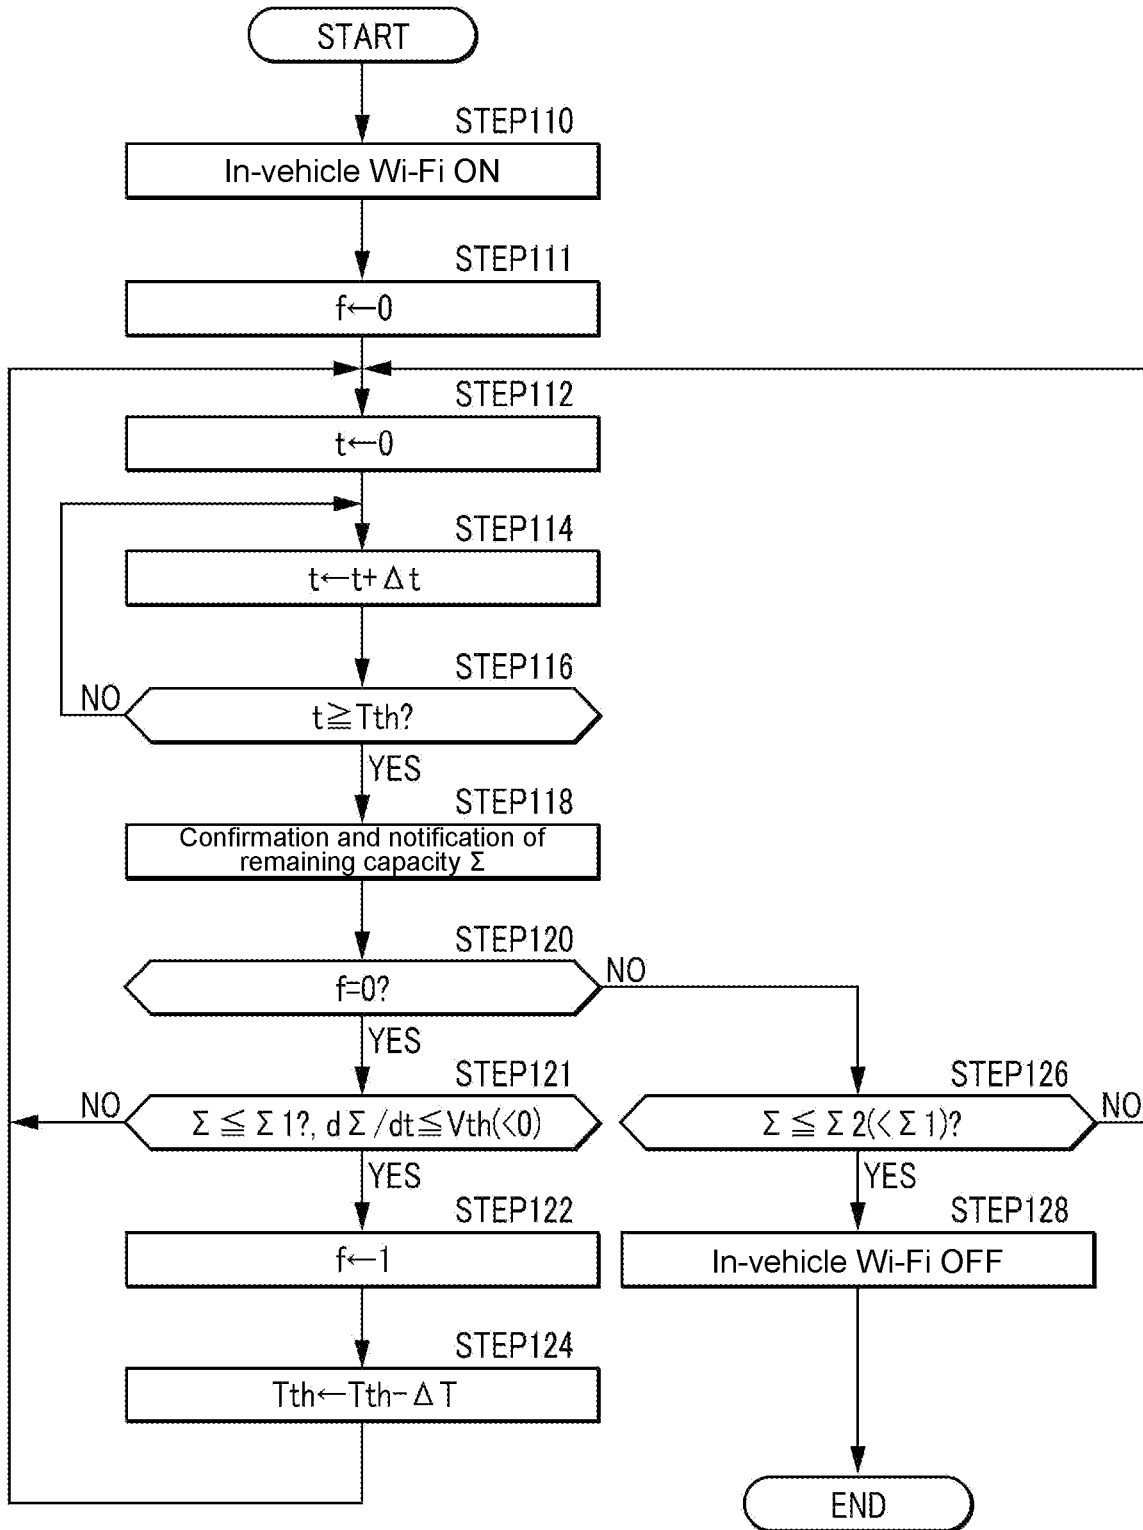 START
STEP110
In-vehicle Wi-Fi ON
STEP111
f←0
STEP112
t←0
STEP114
t←t+Δt
STEP116
NO
t≧Tth?
YES
STEP118
Confirmation and notification of
remaining capacity Σ
STEP120
NO
f=0?
YES
STEP121
STEP126
NO
Σ≦Σ1?, dΣ/dt≦Vth(<0)
Σ≦Σ2(<Σ1)?
NO
YES
YES
STEP122
STEP128
f←1
In-vehicle Wi-Fi OFF
STEP124
Tth←Tth-ΔT
END